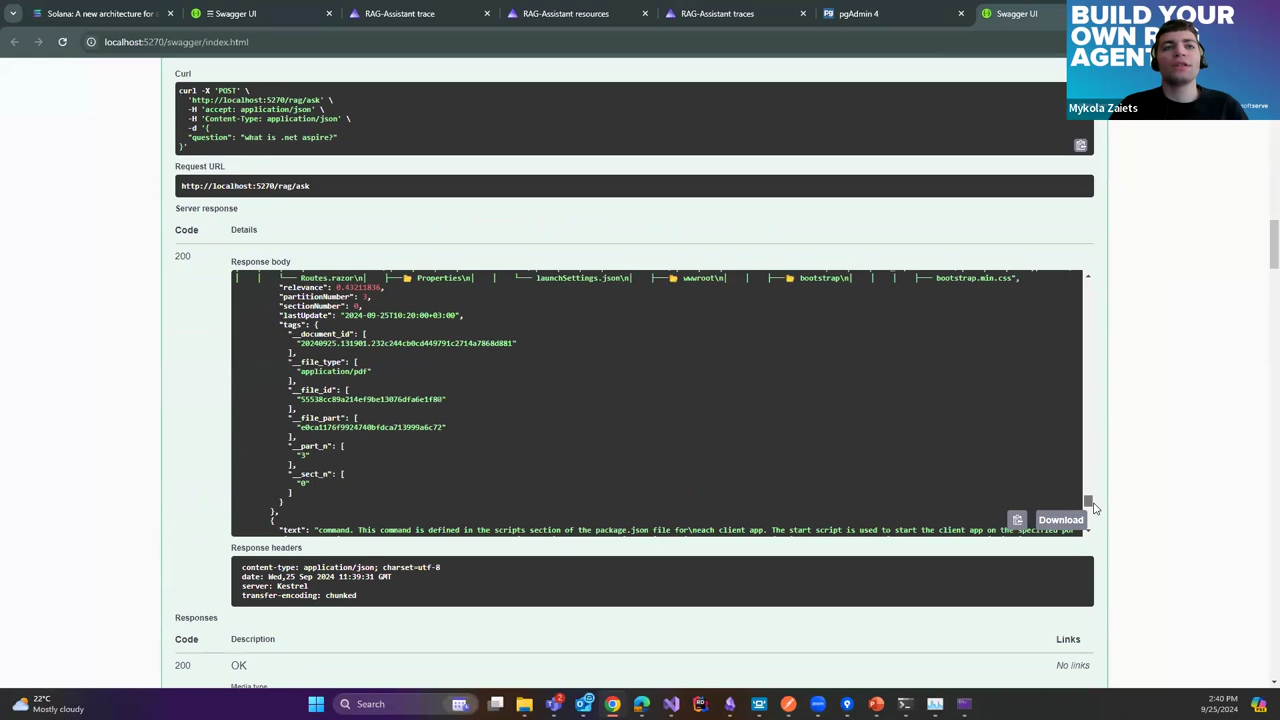 Solana: A new architecture for a
Swagger UI
RAG-Assistant trace
RAG-Assistant resources
RAG-Assistant traces
pgAdmin 4
Swagger UI
localhost:5270/swagger/index.html
BUILD YOUR
OWN
AGENT
softserve
Mykola Zaiets
Curl
curl -X 'POST' \
'http://localhost:5270/rag/ask' \
-H 'accept: application/json' \
-H 'Content-Type: application/json' \
-d '{
"question": "what is .net aspire?"
}'
Request URL
http://localhost:5270/rag/ask
Server response
Code Details
200
Response body
│ │ └── Routes.razor\n│ ├──📁 Properties\n│ │ └── launchSettings.json\n│ ├──📁 wwwroot\n│ │ ├──📁 bootstrap\n│ │ │ ├── bootstrap.min.css",
"relevance": 0.43211836,
"partitionNumber": 3,
"sectionNumber": 0,
"lastUpdate": "2024-09-25T10:20:00+03:00",
"tags": {
"__document_id": [
"20240925.131901.232c244cb0cd449791c2714a7868d881"
],
"__file_type": [
"application/pdf"
],
"__file_id": [
"55538cc89a214ef9be13076dfa6e1f80"
],
"__file_part": [
"e0ca1176f9924740bfdca713999a6c72"
],
"__part_n": [
"3"
],
"__sect_n": [
"0"
]
}
},
{
"text": "command. This command is defined in the scripts section of the package.json file for\neach client app. The start script is used to start the client app on the specified por
Download
Response headers
content-type: application/json; charset=utf-8
date: Wed,25 Sep 2024 11:39:31 GMT
server: Kestrel
transfer-encoding: chunked
Responses
Code Description Links
200 OK No links
Media type
22°C
Mostly cloudy
Search
2:40 PM
9/25/2024